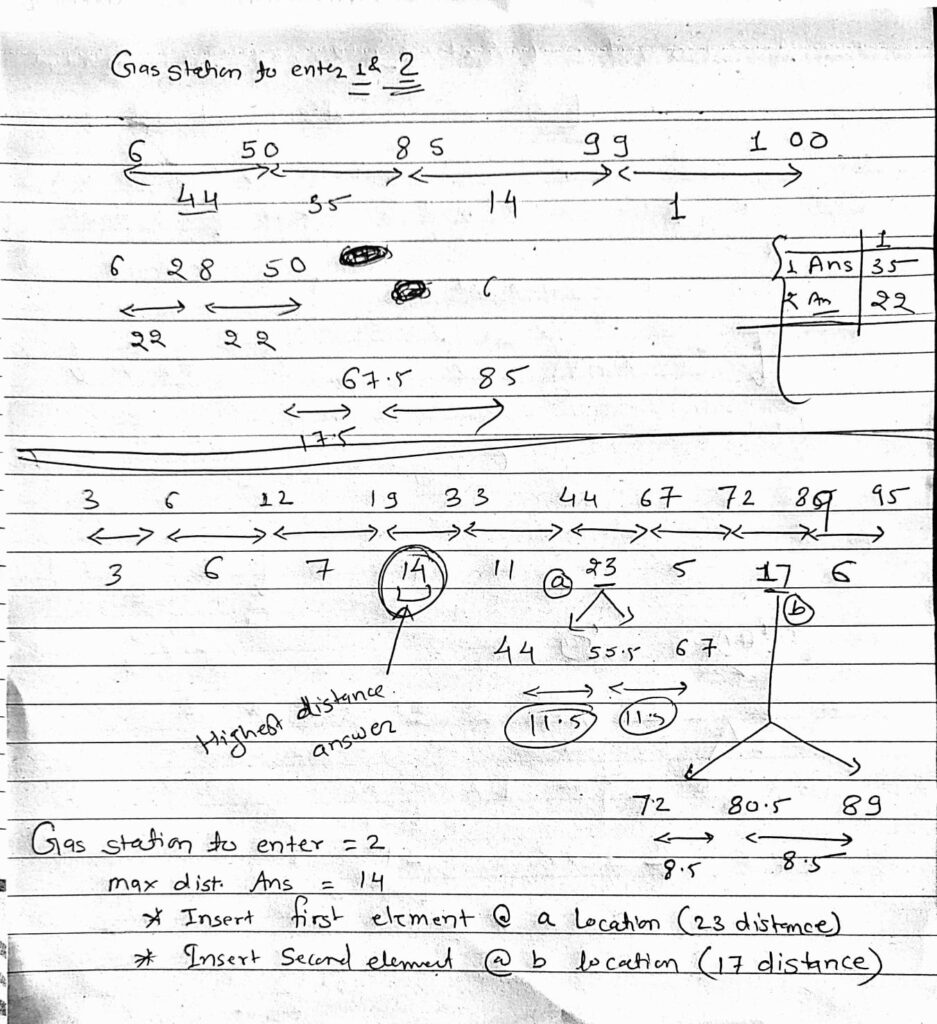 Gas station to enter 1 & 2
6 50 85 99 100
44 35 14 1
1
1 Ans 35
2 An 22
6 28 50 6
22 22
67.5 85
17.5
3 6 12 19 33 44 67 72 89 95
3 6 7 14 11 a 23 5 17 6
b
44 55.5 67
11.5 11.5
Highest distance
answer
72 80.5 89
8.5 8.5
Gas station to enter = 2
max dist. Ans = 14
* Insert first element @ a location (23 distance)
* Insert Second element @ b location (17 distance)